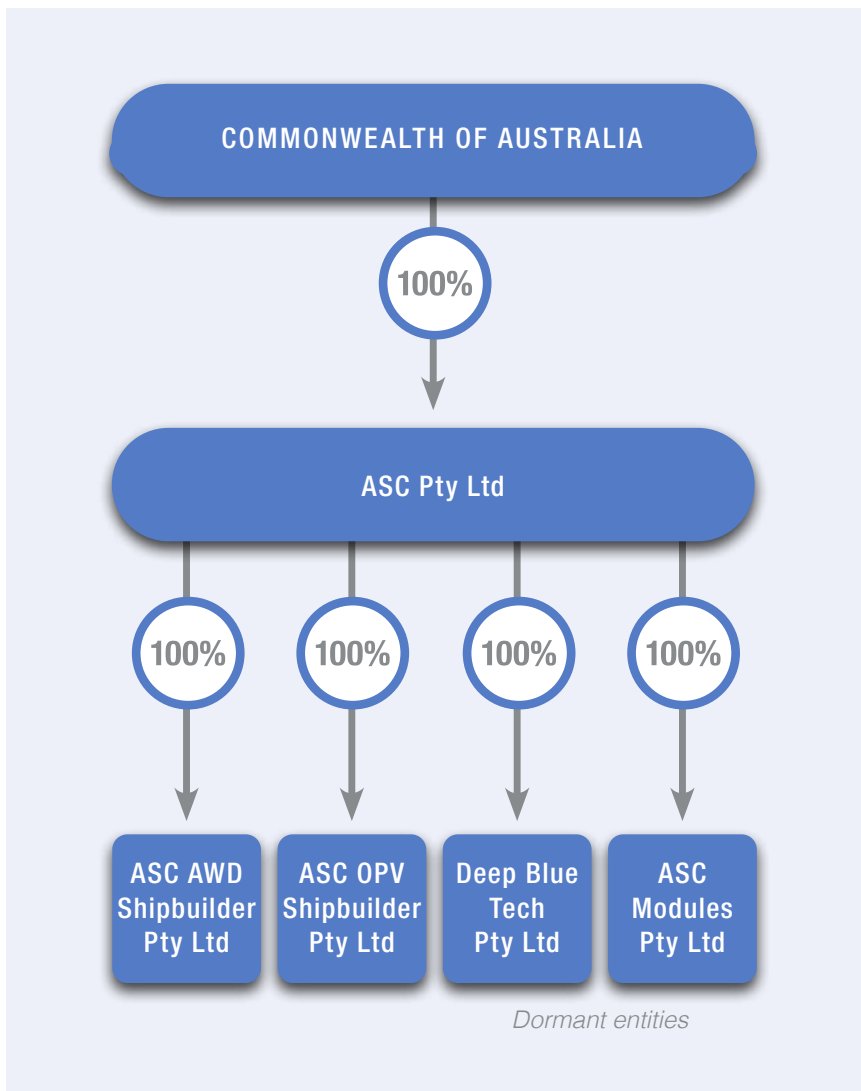 COMMONWEALTH OF AUSTRALIA
100%
ASC Pty Ltd
100%
100%
100%
100%
ASC AWD
Shipbuilder
Pty Ltd
ASC OPV
Shipbuilder
Pty Ltd
Deep Blue
Tech
Pty Ltd
ASC
Modules
Pty Ltd
Dormant entities